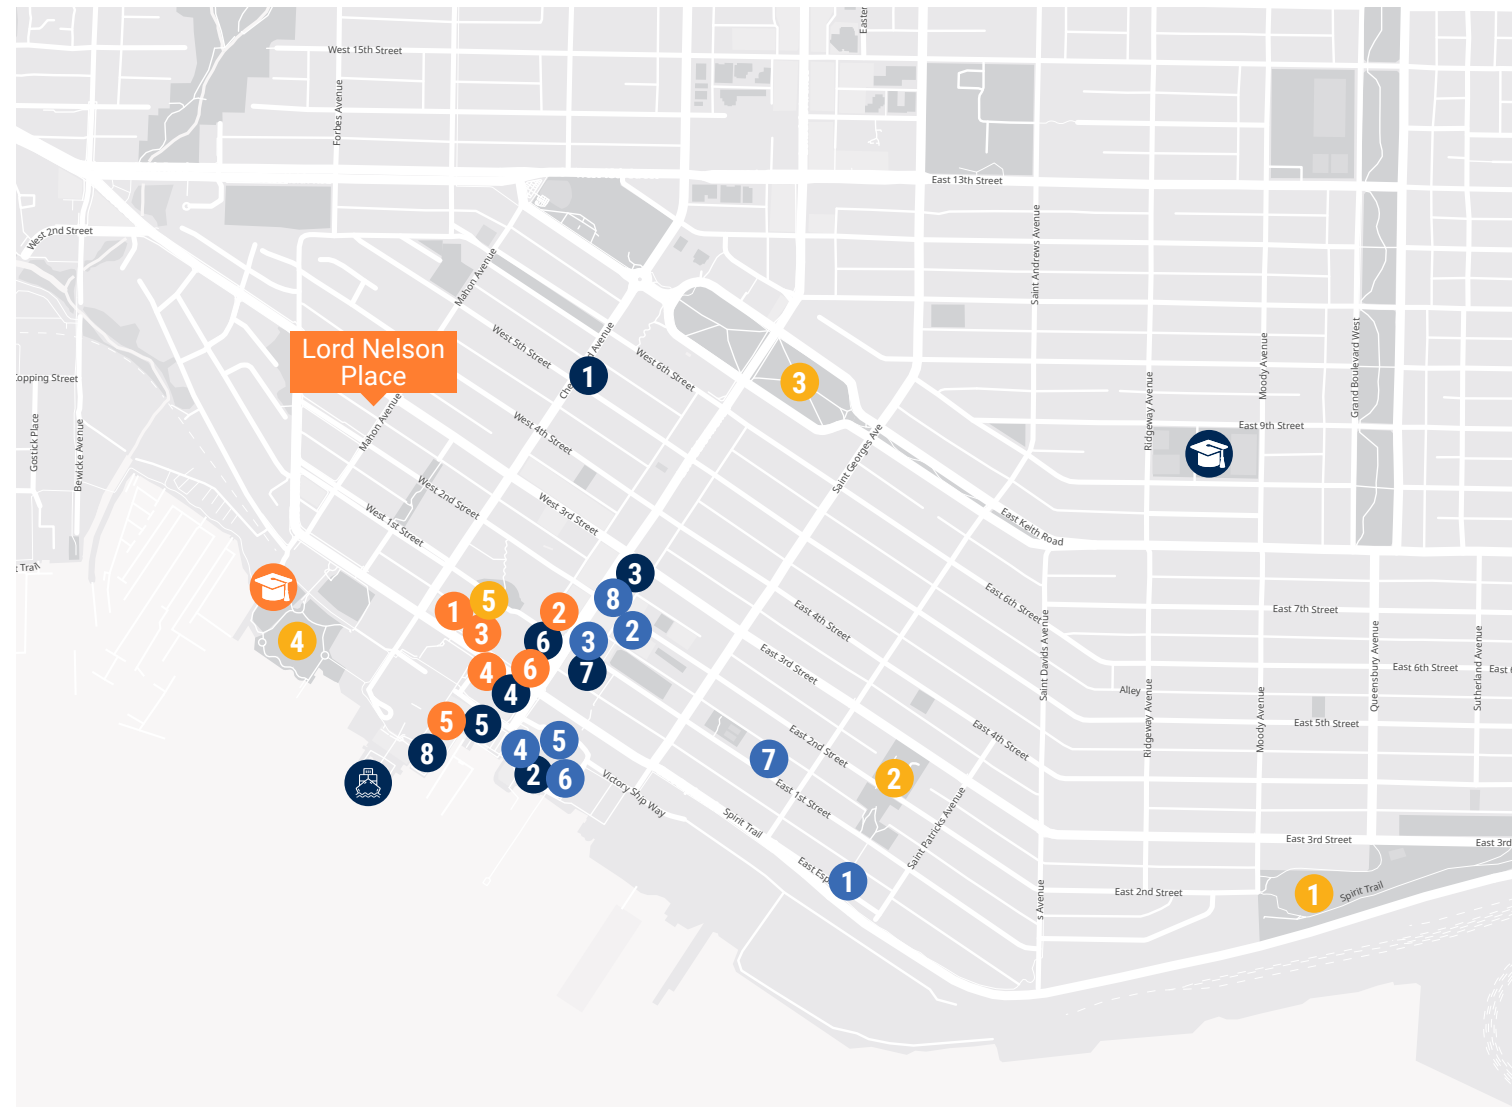 Easter
West 15th Street
Forbes Avenue
East 13th Street
West 2nd Street
Mahon Avenue
Saint Andrews Avenue
Lord Nelson
Place
West 5th Street
Avenue
West 6th Street
1
3
Moody Avenue
Grand Boulevard West
Ridgeway Avenue
Gostick Place
Bewicke Avenue
Mahon Avenue
West 4th Street
Saint Georges Ave
East 9th Street
West 2nd Street
West 3rd Street
West 1st Street
East Keith Road
Trail
3
8
2
1
5
2
3
6
3
7
4
4
6
4
5
5
8
4
5
2
6
East 6th Street
East 4th Street
East 3rd Street
East 7th Street
Saint Davids Avenue
Queensbury Avenue
Sutherland Avenue
East 6th Street
East
Alley
Ridgeway Avenue
Moody Avenue
East 5th Street
East 4th Street
East 2nd Street
7
2
East 1st Street
Victory Ship Way
Spirit Trail
Saint Patricks Avenue
East 3rd Street
East 3rd
East Esp
1
s Avenue
East 2nd Street
1
Spirit Trail